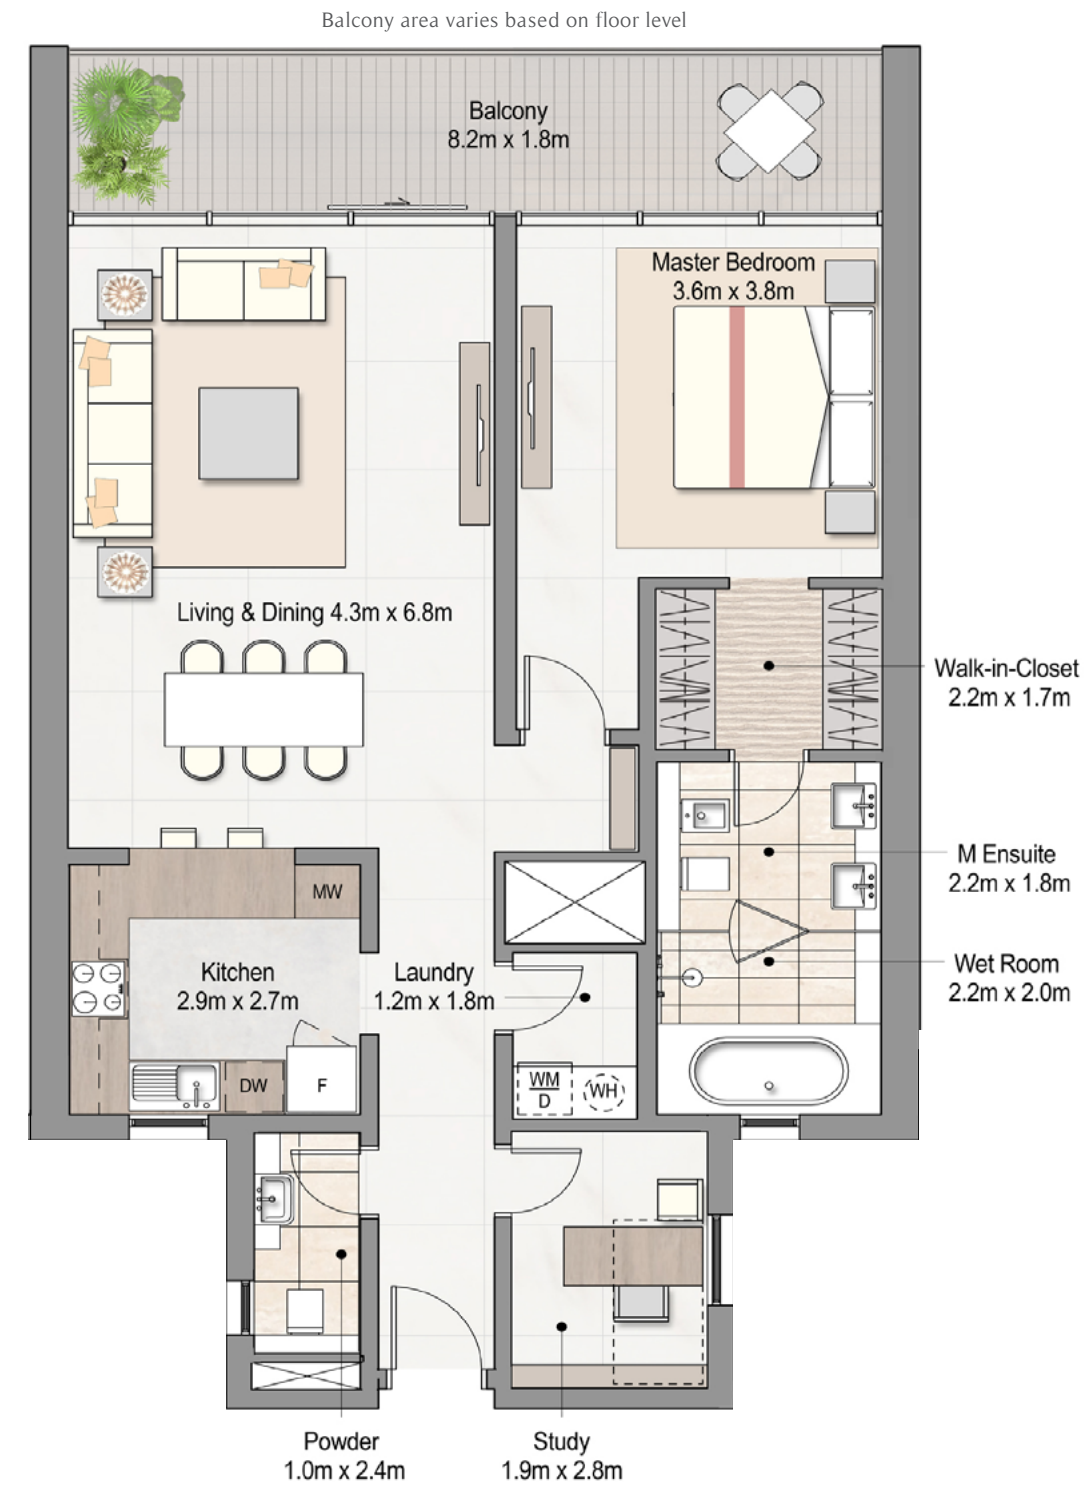 Balcony area varies based on floor level
Balcony
8.2m x 1.8m
Master Bedroom
3.6m x 3.8m
Living & Dining 4.3m x 6.8m
Walk-in-Closet
2.2m x 1.7m
MW
M Ensuite
2.2m x 1.8m
Kitchen
2.9m x 2.7m
Laundry
1.2m x 1.8m
Wet Room
2.2m x 2.0m
DW
F
WM
D
WH
Powder
1.0m x 2.4m
Study
1.9m x 2.8m